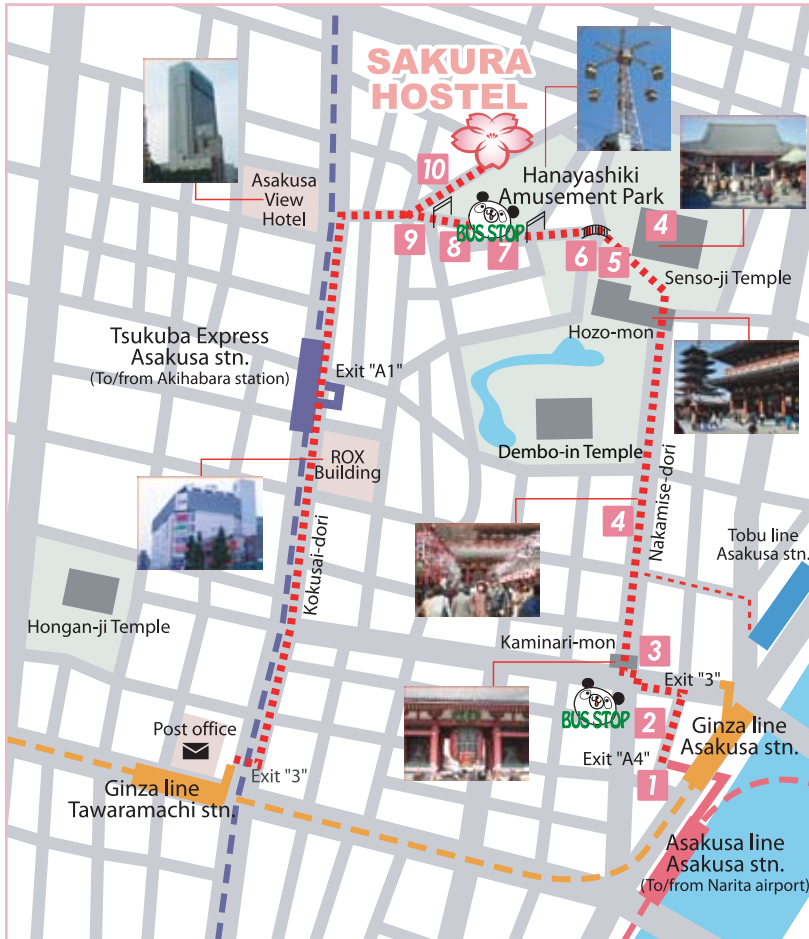 SAKURA
HOSTEL
10
Hanayashiki
Amusement Park
Asakusa
View
Hotel
4
9
8
BUS STOP
7
6
5
Senso-ji Temple
Hozo-mon
Tsukuba Express
Asakusa stn.
(To/from Akihabara station)
Exit "A1"
ROX
Building
Dembo-in Temple
Kokusai-dori
4
Nakamise-dori
Tobu line
Asakusa stn.
Hongan-ji Temple
Kaminari-mon
3
Exit "3"
BUS STOP
2
Ginza line
Asakusa stn.
Post office
Exit "A4"
1
Exit "3"
Ginza line
Tawaramachi stn.
Asakusa line
Asakusa stn.
(To/from Narita airport)